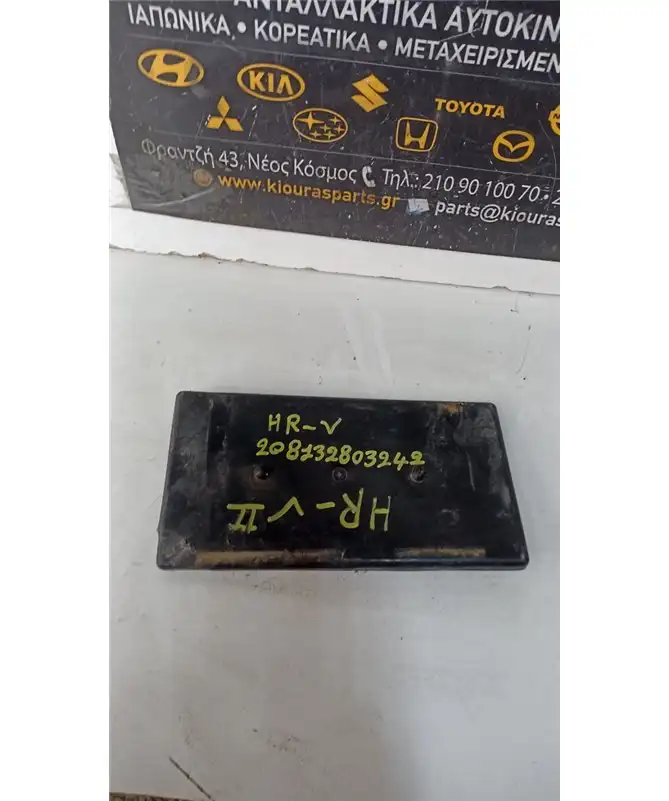 ΑΝΤΑΛΛΑΚΤΙΚΑ ΑΥΤΟΚΙΝ
ΙΑΠΩΝΙΚΑ • ΚΟΡΕΑΤΙΚΑ • ΜΕΤΑΧΕΙΡΙΣΜΕΝ
KIA
TOYOTA
Φραντζή 43, Νέος Κόσμος Τηλ.: 210 90 100 70 • 2
www.kiourasparts.gr parts@kiouras
HR-V
208132803242
HR-V II